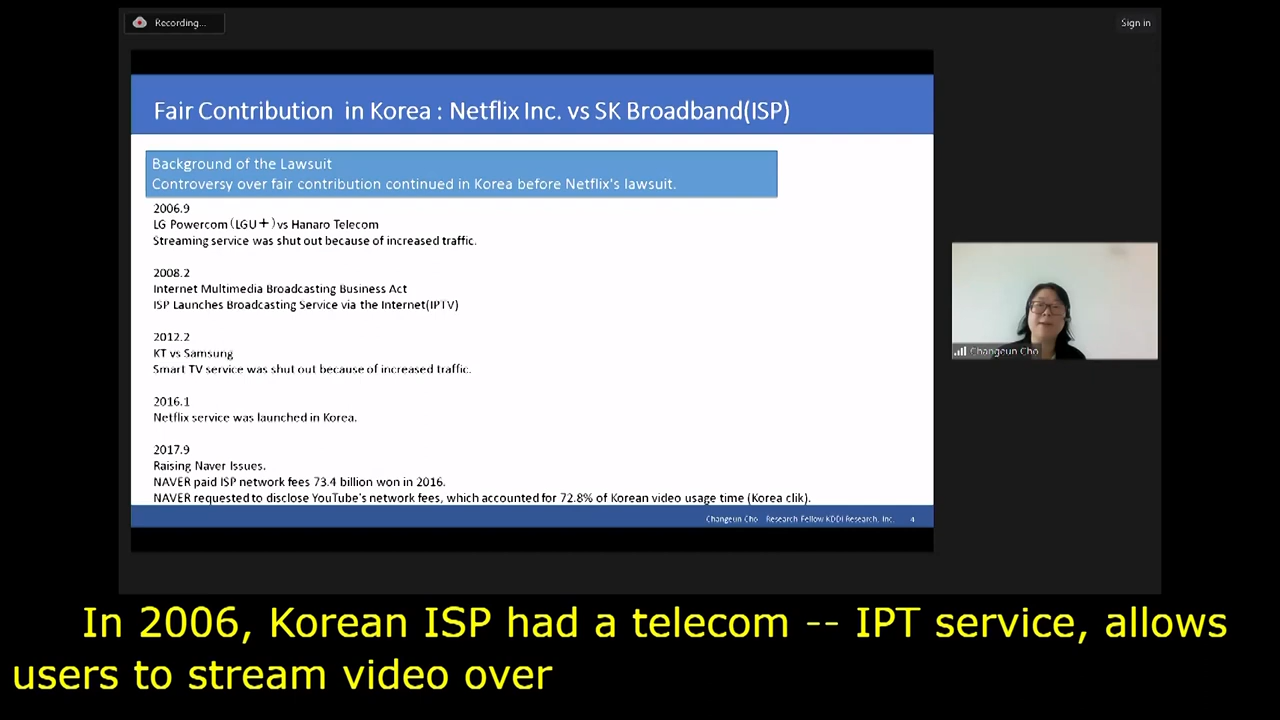 Recording...
Sign in
Fair Contribution in Korea : Netflix Inc. vs SK Broadband(ISP)
Background of the Lawsuit
Controversy over fair contribution continued in Korea before Netflix's lawsuit.
2006.9
LG Powercom（LGU＋）vs Hanaro Telecom
Streaming service was shut out because of increased traffic.
2008.2
Internet Multimedia Broadcasting Business Act
ISP Launches Broadcasting Service via the Internet(IPTV)
2012.2
KT vs Samsung
Smart TV service was shut out because of increased traffic.
2016.1
Netflix service was launched in Korea.
2017.9
Raising Naver Issues.
NAVER paid ISP network fees 73.4 billion won in 2016.
NAVER requested to disclose YouTube's network fees, which accounted for 72.8% of Korean video usage time (Korea clik).
Changeun Cho Research Fellow KDDI Research, Inc. 4
Changeun Cho
In 2006, Korean ISP had a telecom -- IPT service, allows
users to stream video over